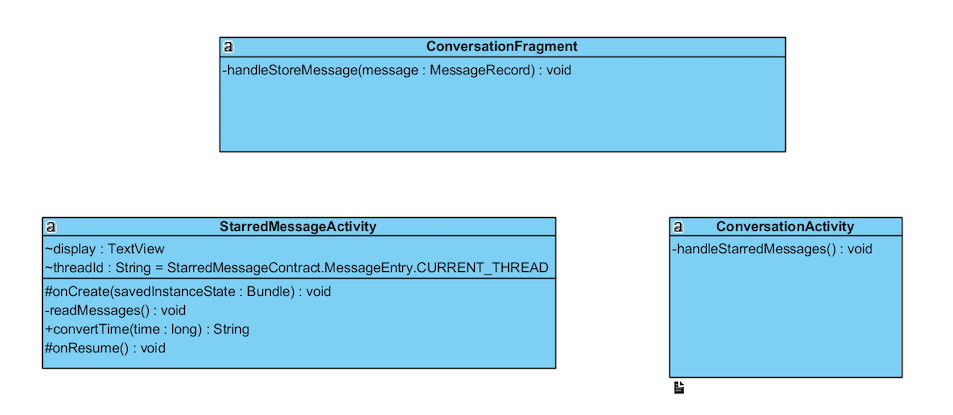 a ConversationFragment
-handleStoreMessage(message : MessageRecord) : void
a StarredMessageActivity
~display : TextView
~threadId : String = StarredMessageContract.MessageEntry.CURRENT_THREAD
#onCreate(savedInstanceState : Bundle) : void
-readMessages() : void
+convertTime(time : long) : String
#onResume() : void
a ConversationActivity
-handleStarredMessages() : void